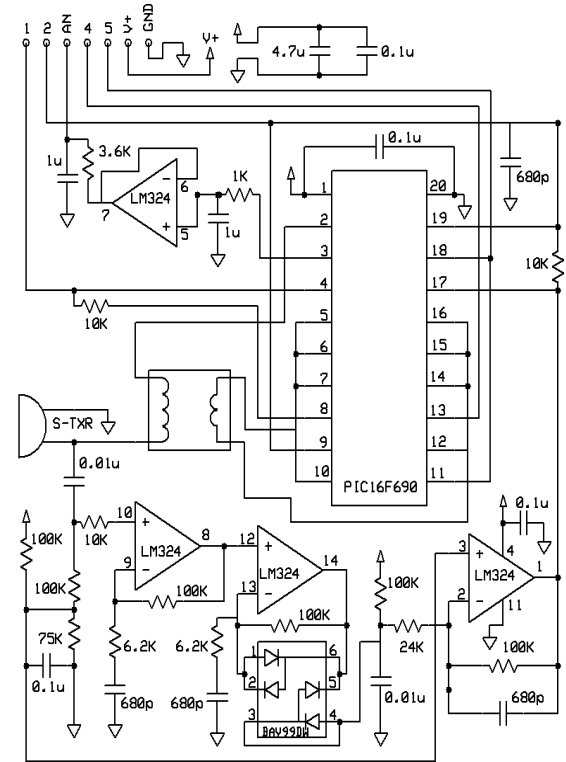 1 2 AN 4 5 V+ GND
V+
4.7u 0.1u
3.6K
1u
0.1u
680p
6
LM324
7
5
1K
1u
1 20
2 19
3 18
4 17
5 16
6 15
7 14
8 13
9 12
10 11
PIC16F690
10K
10K
S-TXR
0.01u
100K
10K
10
9
8
LM324
100K
12
13
14
LM324
100K
100K
75K
0.1u
6.2K
680p
6.2K
680p
100K
1 6
2 5
3 4
BAV99DW
100K
24K
0.01u
3
2
4
1
11
LM324
0.1u
100K
680p